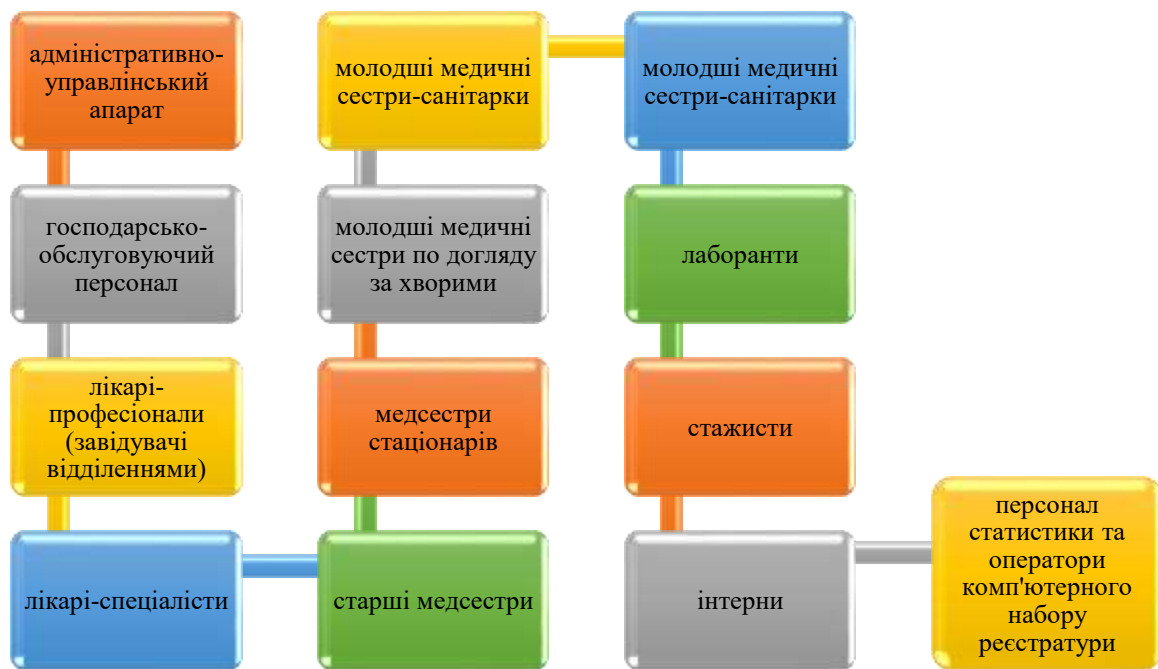 адміністративно-
управлінський
апарат
господарсько-
обслуговуючий
персонал
лікарі-
професіонали
(завідувачі
відділеннями)
лікарі-спеціалісти
старші медсестри
медсестри
стаціонарів
молодші медичні
сестри по догляду
за хворими
молодші медичні
сестри-санітарки
молодші медичні
сестри-санітарки
лаборанти
стажисти
інтерни
персонал
статистики та
оператори
комп'ютерного
набору
реєстратури